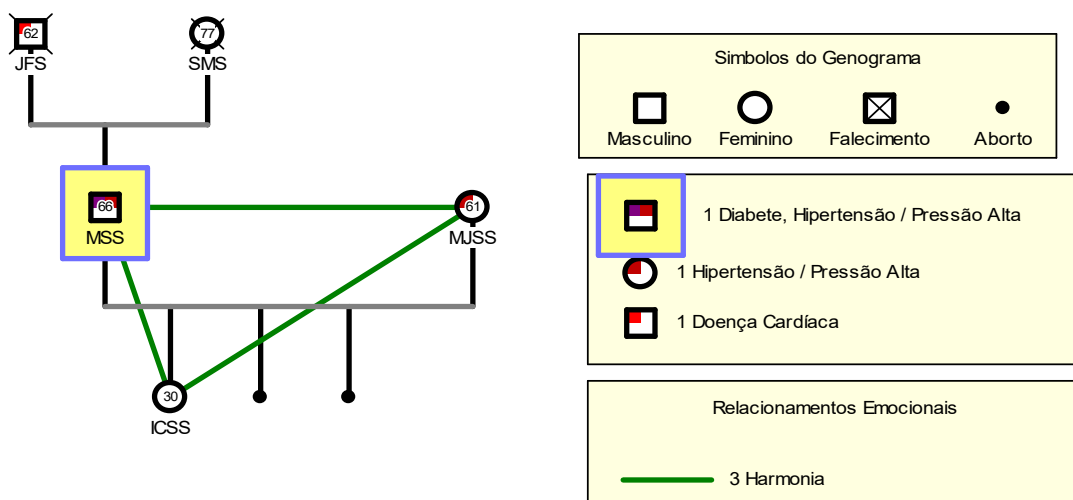 62
JFS
77
SMS
66
MSS
61
MJSS
30
ICSS
Simbolos do Genograma
Masculino
Feminino
Falecimento
Aborto
1 Diabete, Hipertensão / Pressão Alta
1 Hipertensão / Pressão Alta
1 Doença Cardíaca
Relacionamentos Emocionais
3 Harmonia